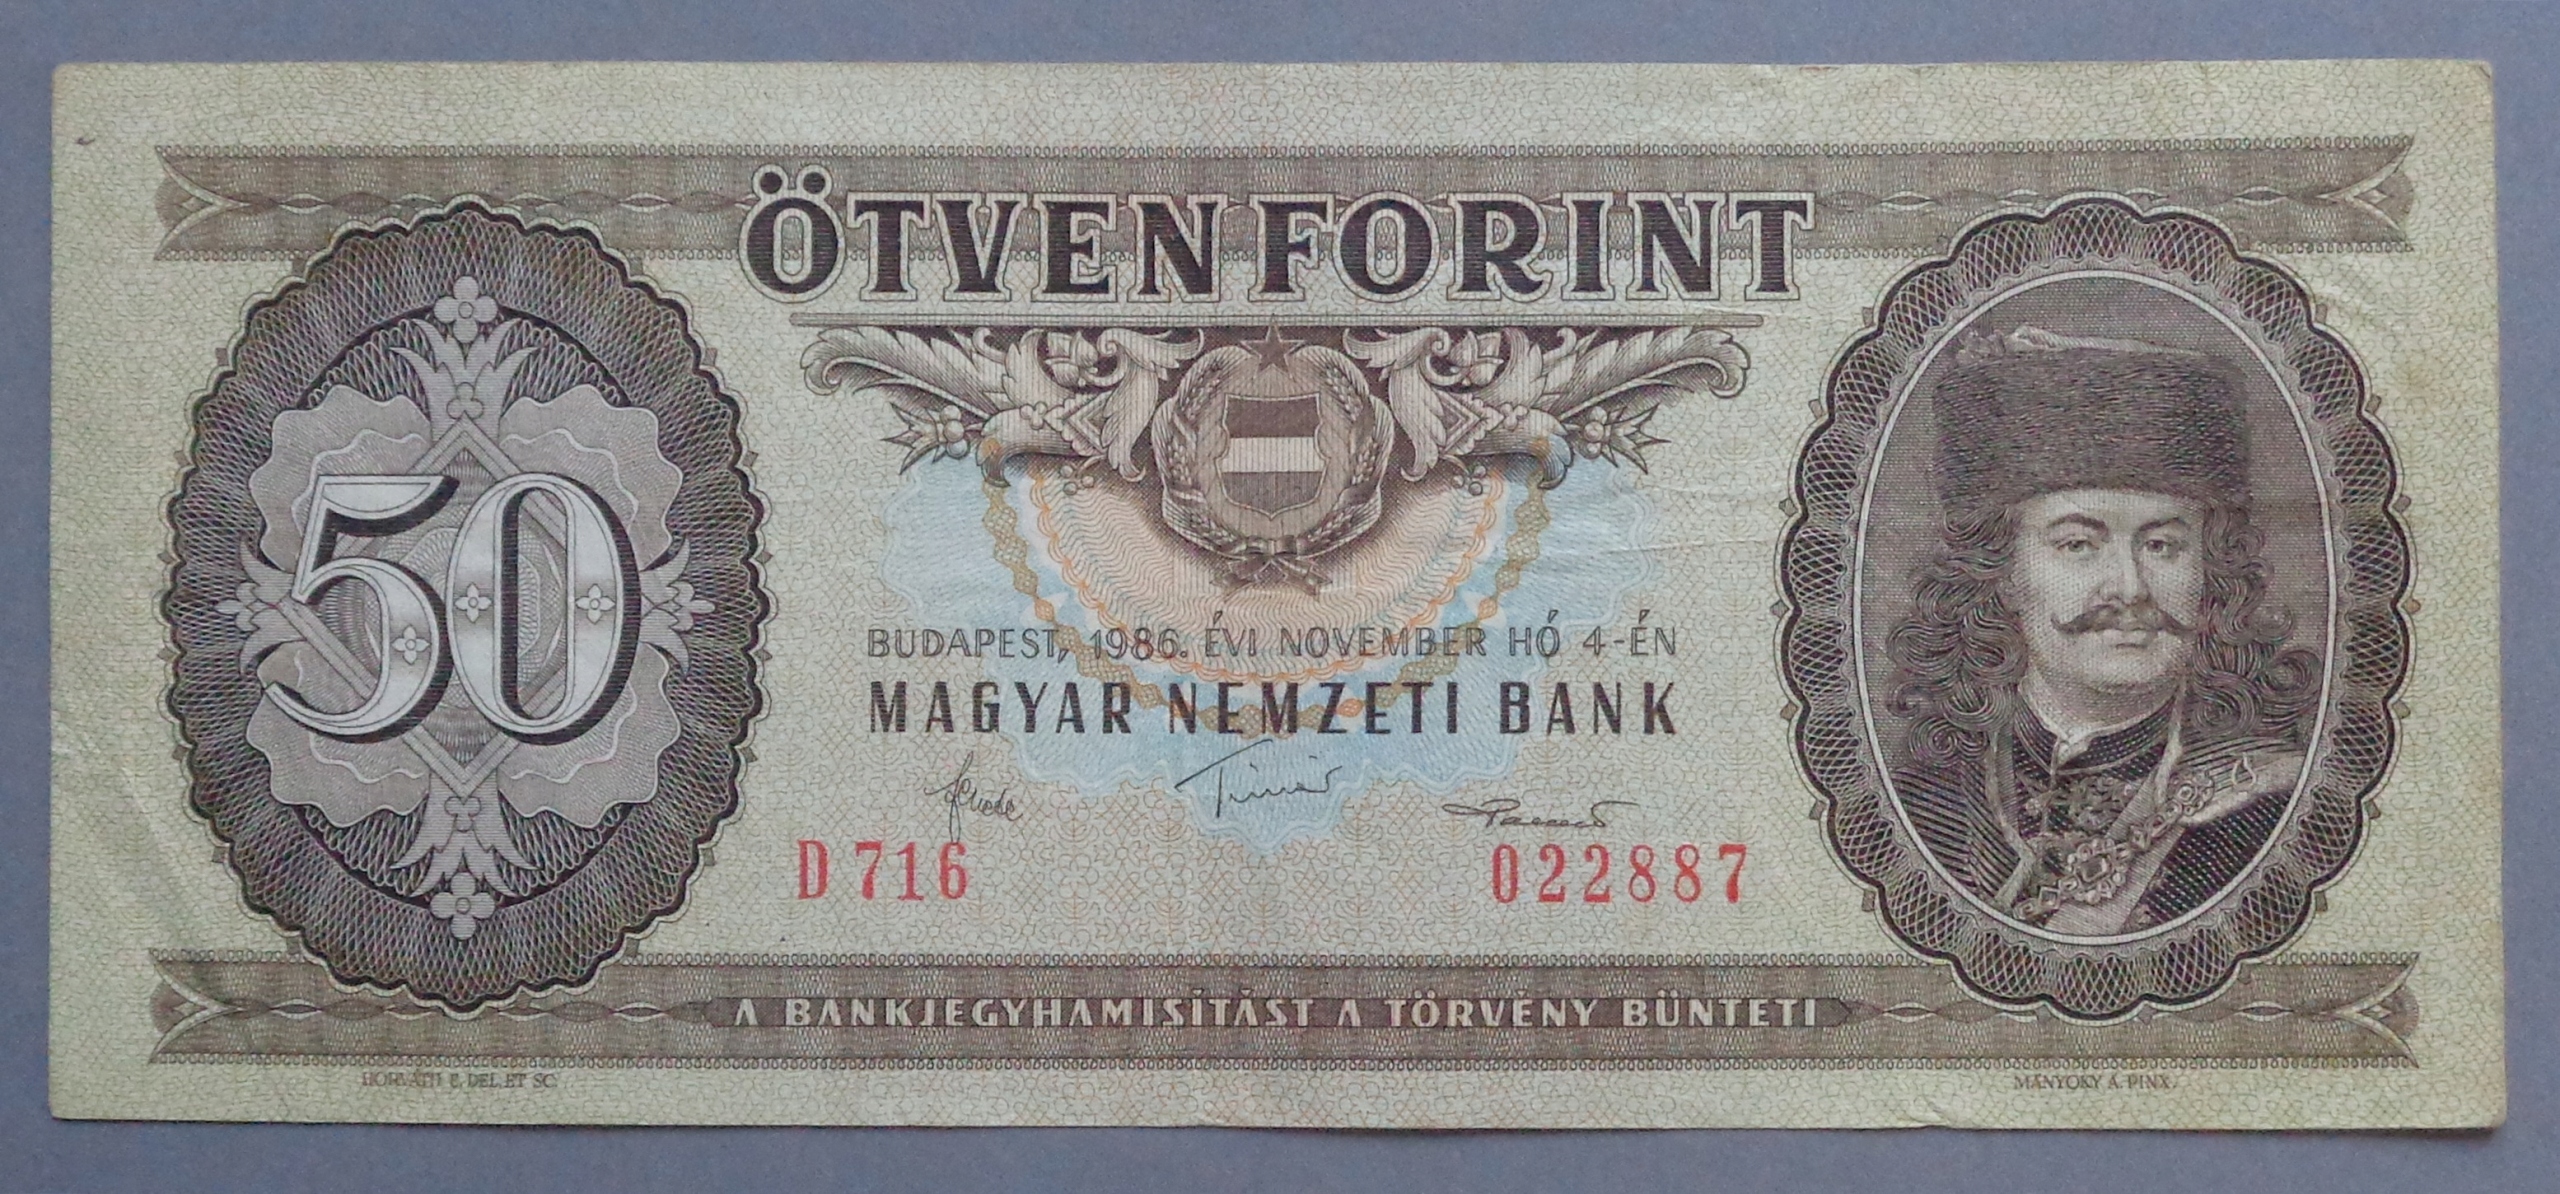 ÖTVEN FORINT
50
BUDAPEST, 1986. ÉVI NOVEMBER HÓ 4-ÉN
MAGYAR NEMZETI BANK
D 716 022887
A BANKJEGYHAMISÍTÁST A TÖRVÉNY BÜNTETI
HORVÁTH E. DEL. ET SC. MÁNYOKY Á. PINX.